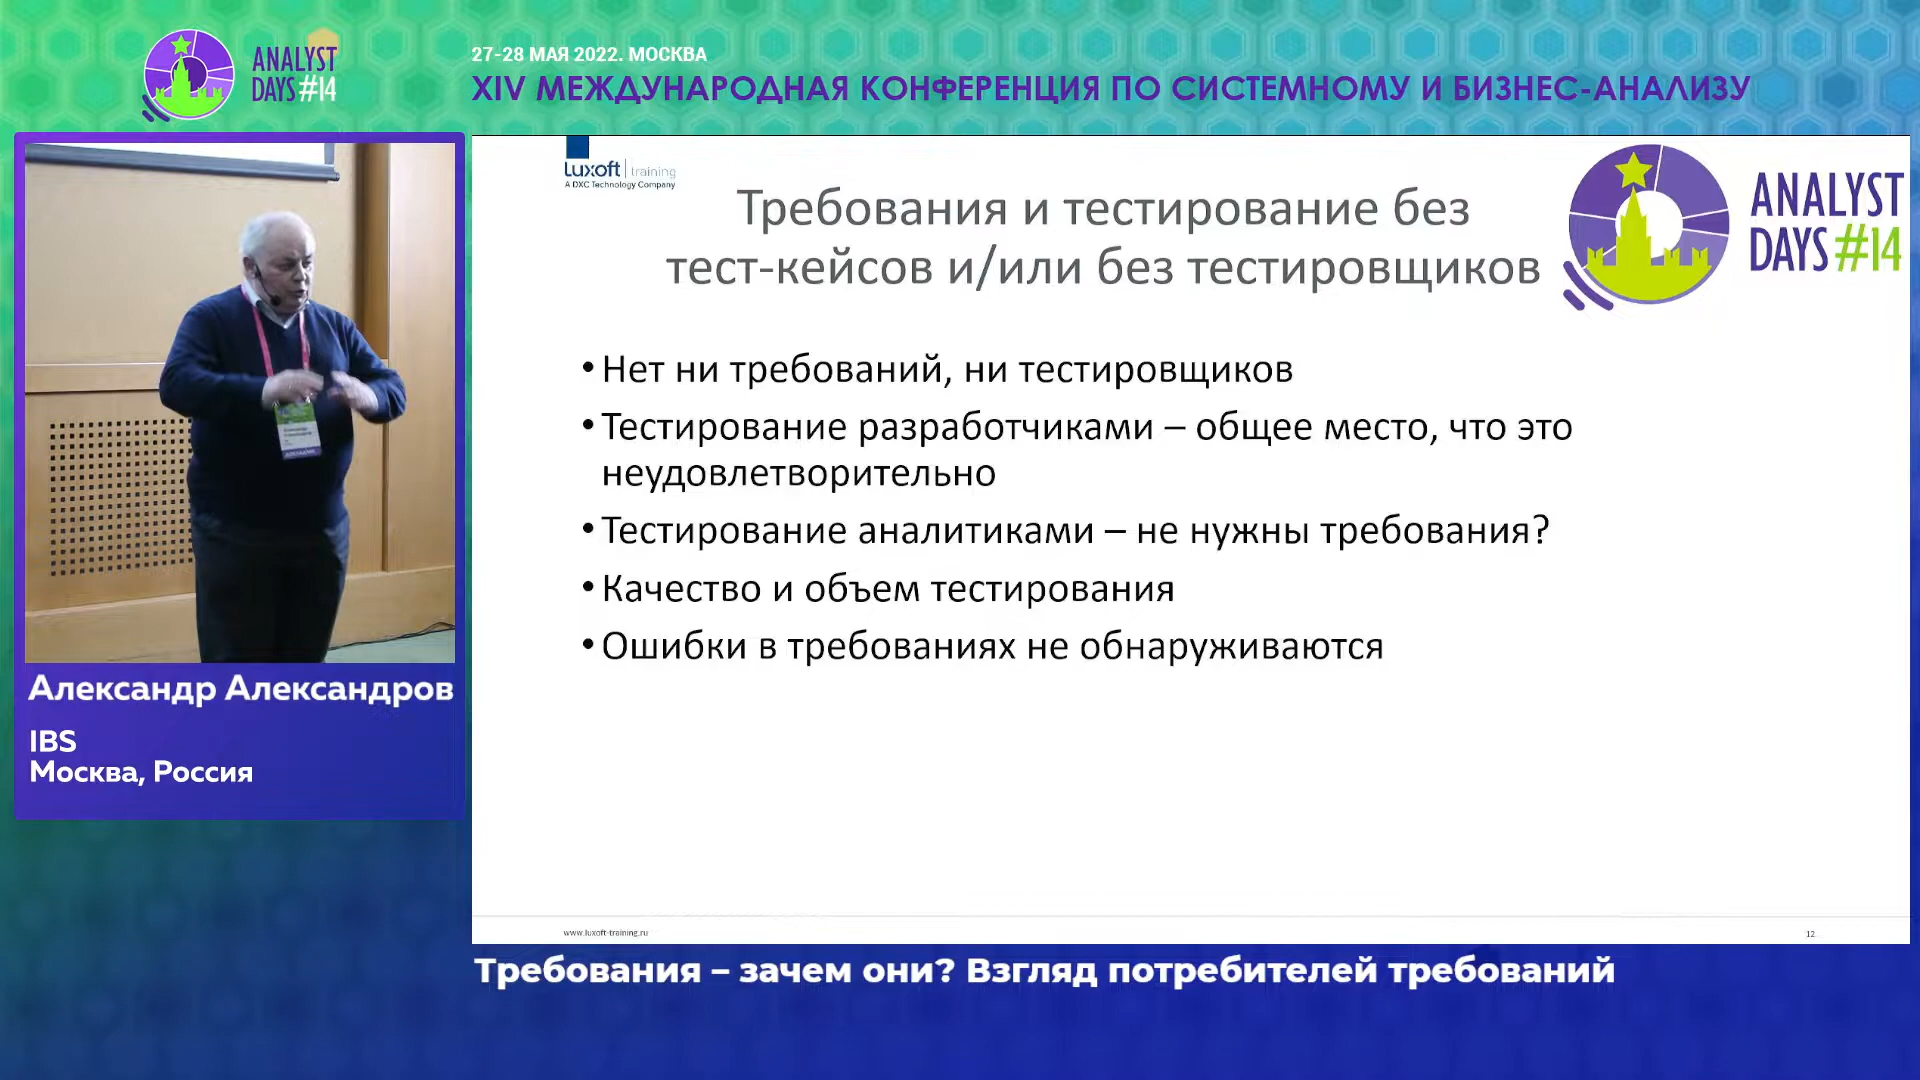 ANALYST
DAYS #14
27-28 МАЯ 2022. МОСКВА
XIV МЕЖДУНАРОДНАЯ КОНФЕРЕНЦИЯ ПО СИСТЕМНОМУ И БИЗНЕС-АНАЛИЗУ
Luxoft training
A DXC Technology Company
Требования и тестирование без
тест-кейсов и/или без тестировщиков
ANALYST
DAYS #14
• Нет ни требований, ни тестировщиков
• Тестирование разработчиками – общее место, что это
неудовлетворительно
• Тестирование аналитиками – не нужны требования?
• Качество и объем тестирования
• Ошибки в требованиях не обнаруживаются
Александр Александров
IBS
Москва, Россия
www.luxoft-training.ru
12
Требования – зачем они? Взгляд потребителей требований